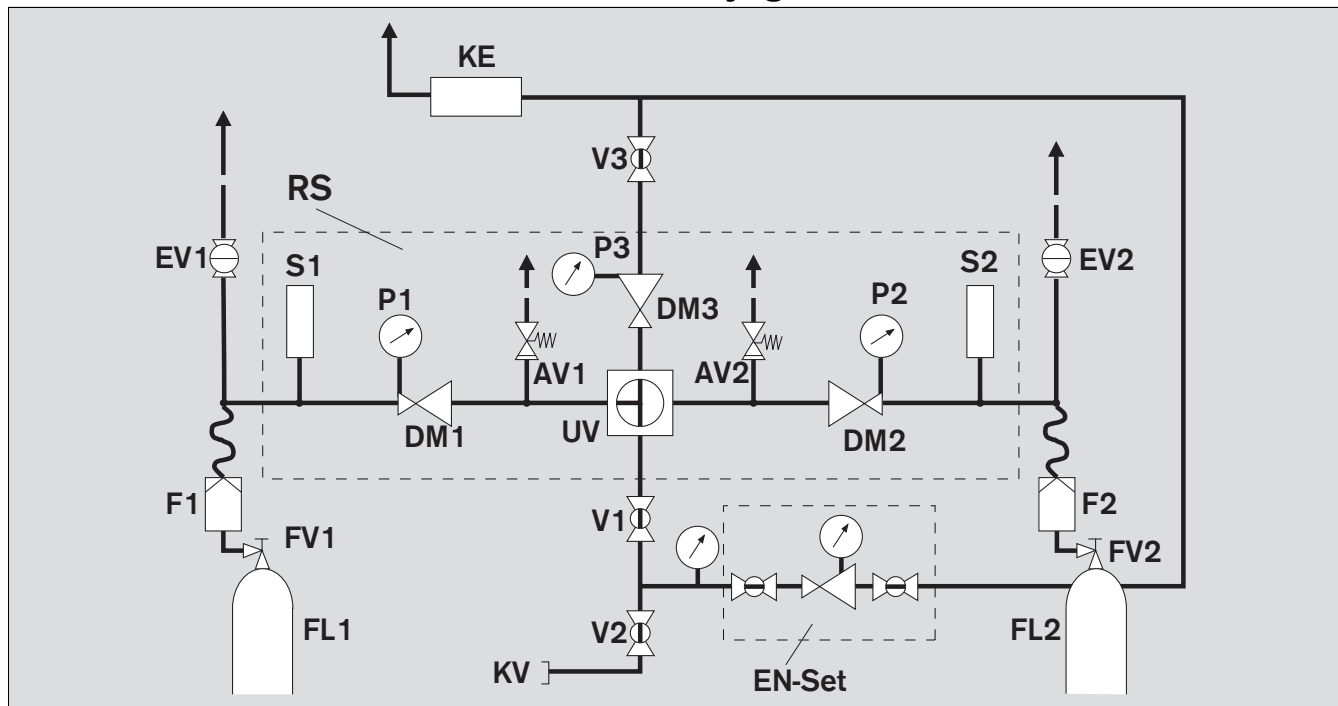 KE
V3
RS
P3
EV1
S1
P1
DM3
P2
S2
EV2
AV1
AV2
DM1
UV
DM2
F1
FV1
V1
F2
FV2
FL1
V2
FL2
KV
EN-Set